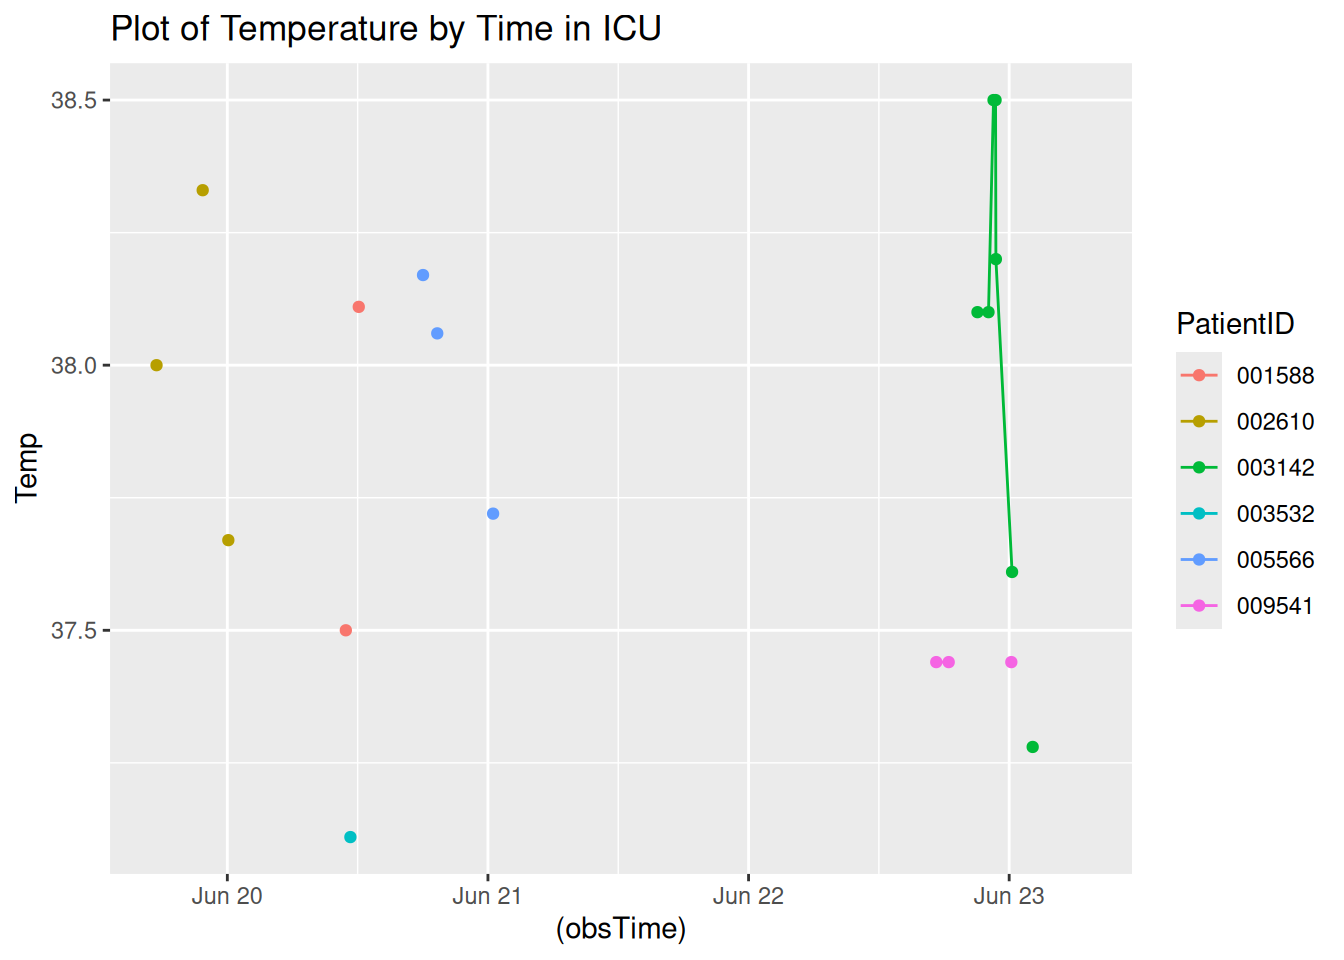 Plot of Temperature by Time in ICU
38.5
38.0
37.5
Temp
Jun 20
Jun 21
Jun 22
Jun 23
(obsTime)
PatientID
001588
002610
003142
003532
005566
009541